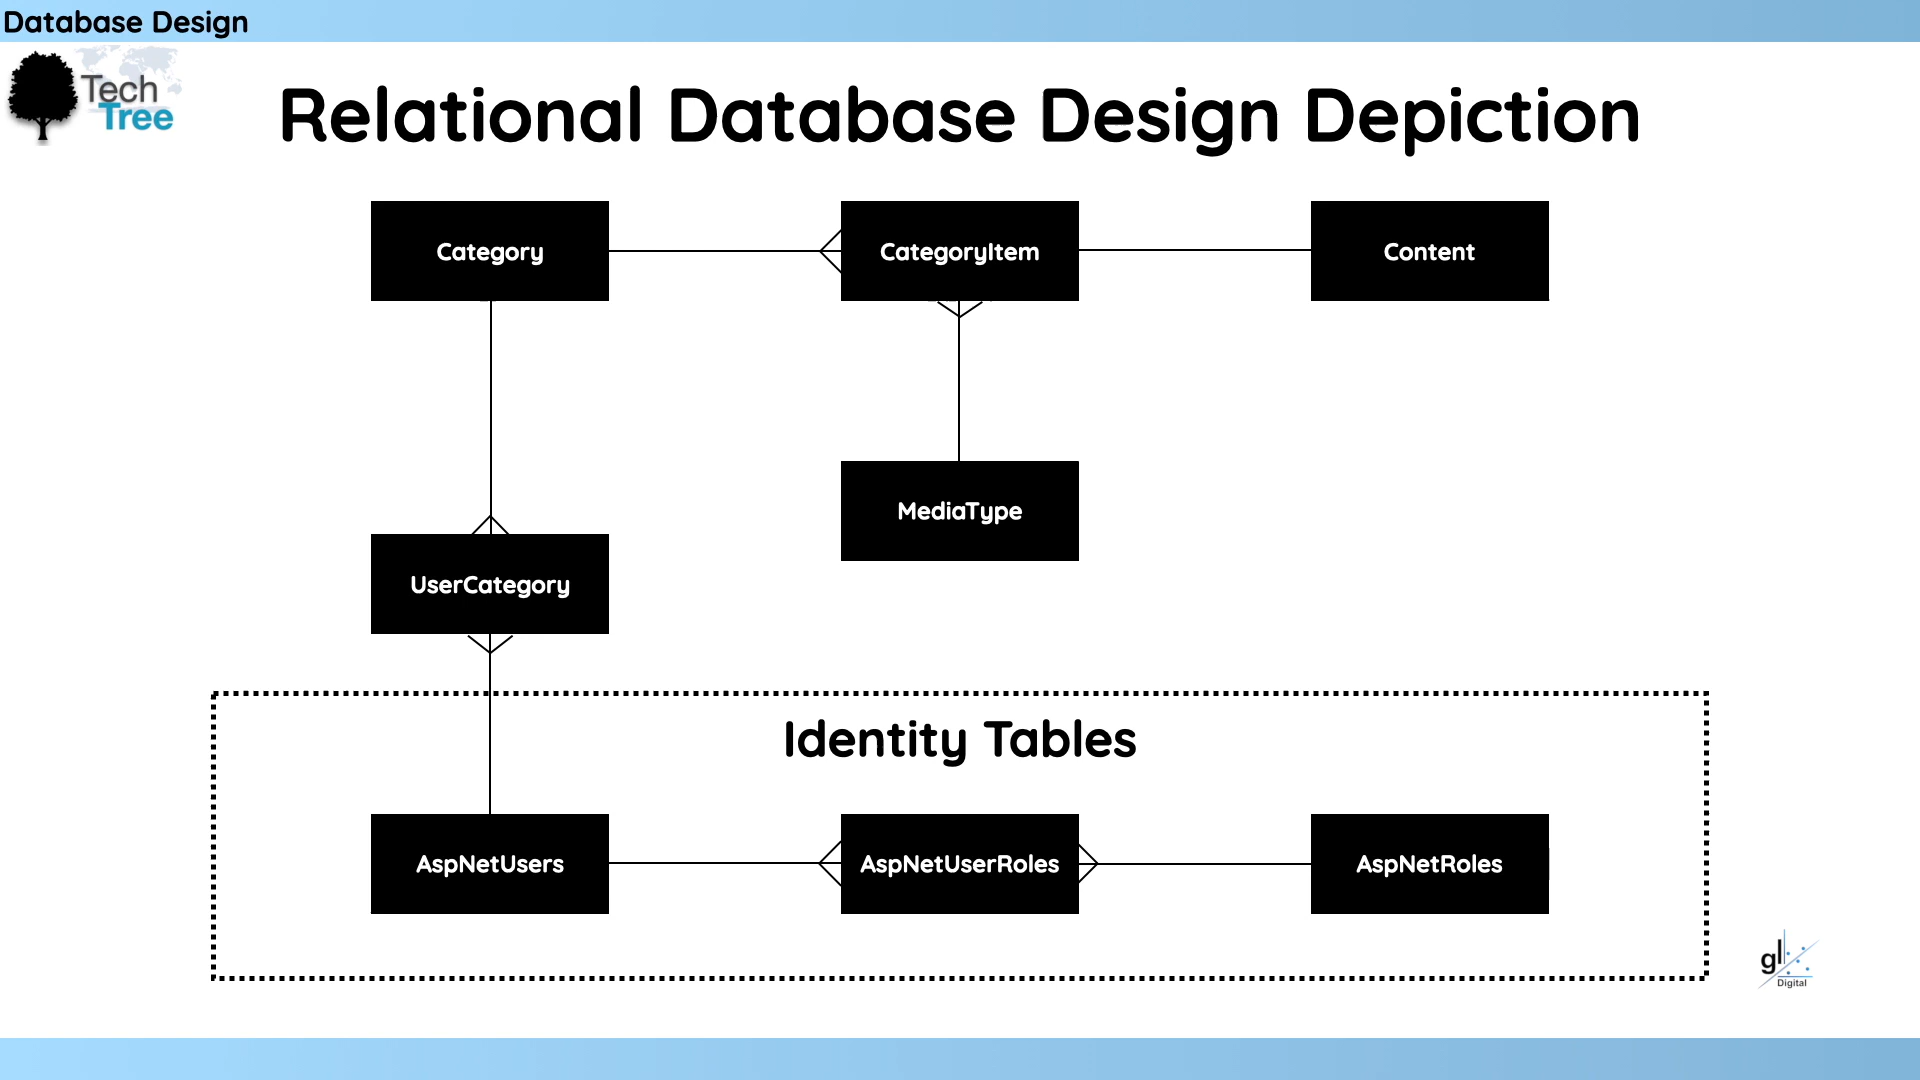 Database Design
Tech
Tree
Relational Database Design Depiction
Category
CategoryItem
Content
MediaType
UserCategory
Identity Tables
AspNetUsers
AspNetUserRoles
AspNetRoles
gl
Digital